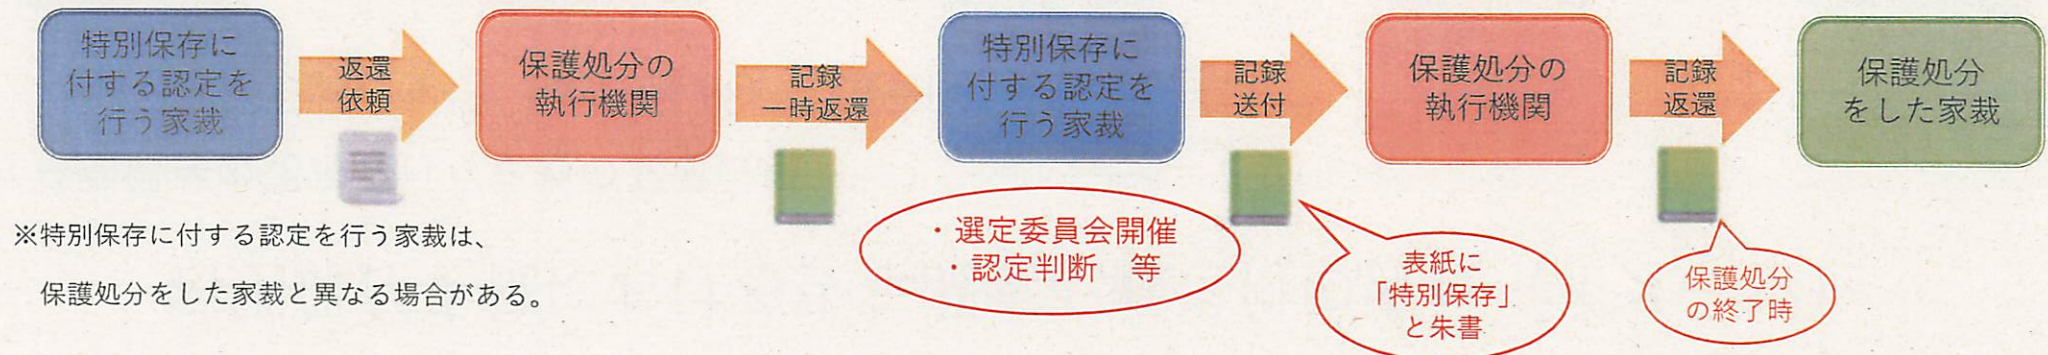 特別保存に
付する認定を
行う家裁
返還
依頼
保護処分の
執行機関
記録
一時返還
特別保存に
付する認定を
行う家裁
記録
送付
保護処分の
執行機関
記録
返還
保護処分
をした家裁
・選定委員会開催
・認定判断　等
表紙に
「特別保存」
と朱書
保護処分
の終了時
※特別保存に付する認定を行う家裁は、
保護処分をした家裁と異なる場合がある。